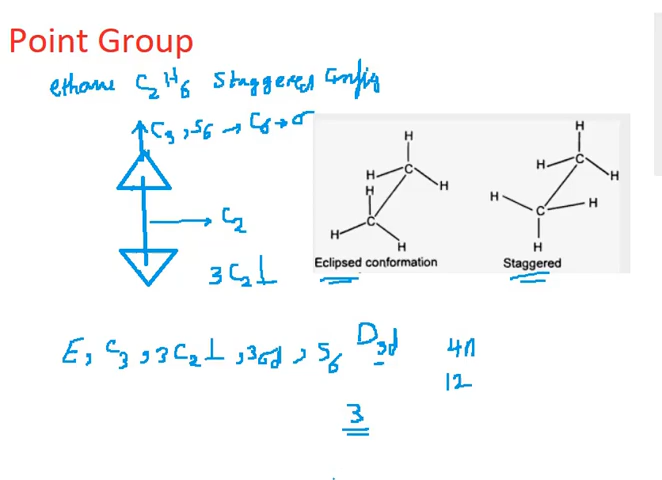 Point Group
ethane C₂H₆ Staggered Config
C₃, S₆ → C₆ → σ
C₂
3C₂⊥
H
H
C
H
H
C
H
H
Eclipsed conformation
H
H
C
H
H
C
H
H
Staggered
E, C₃, 3C₂⊥, 3σd, S₆ D₃d 4n
12
3